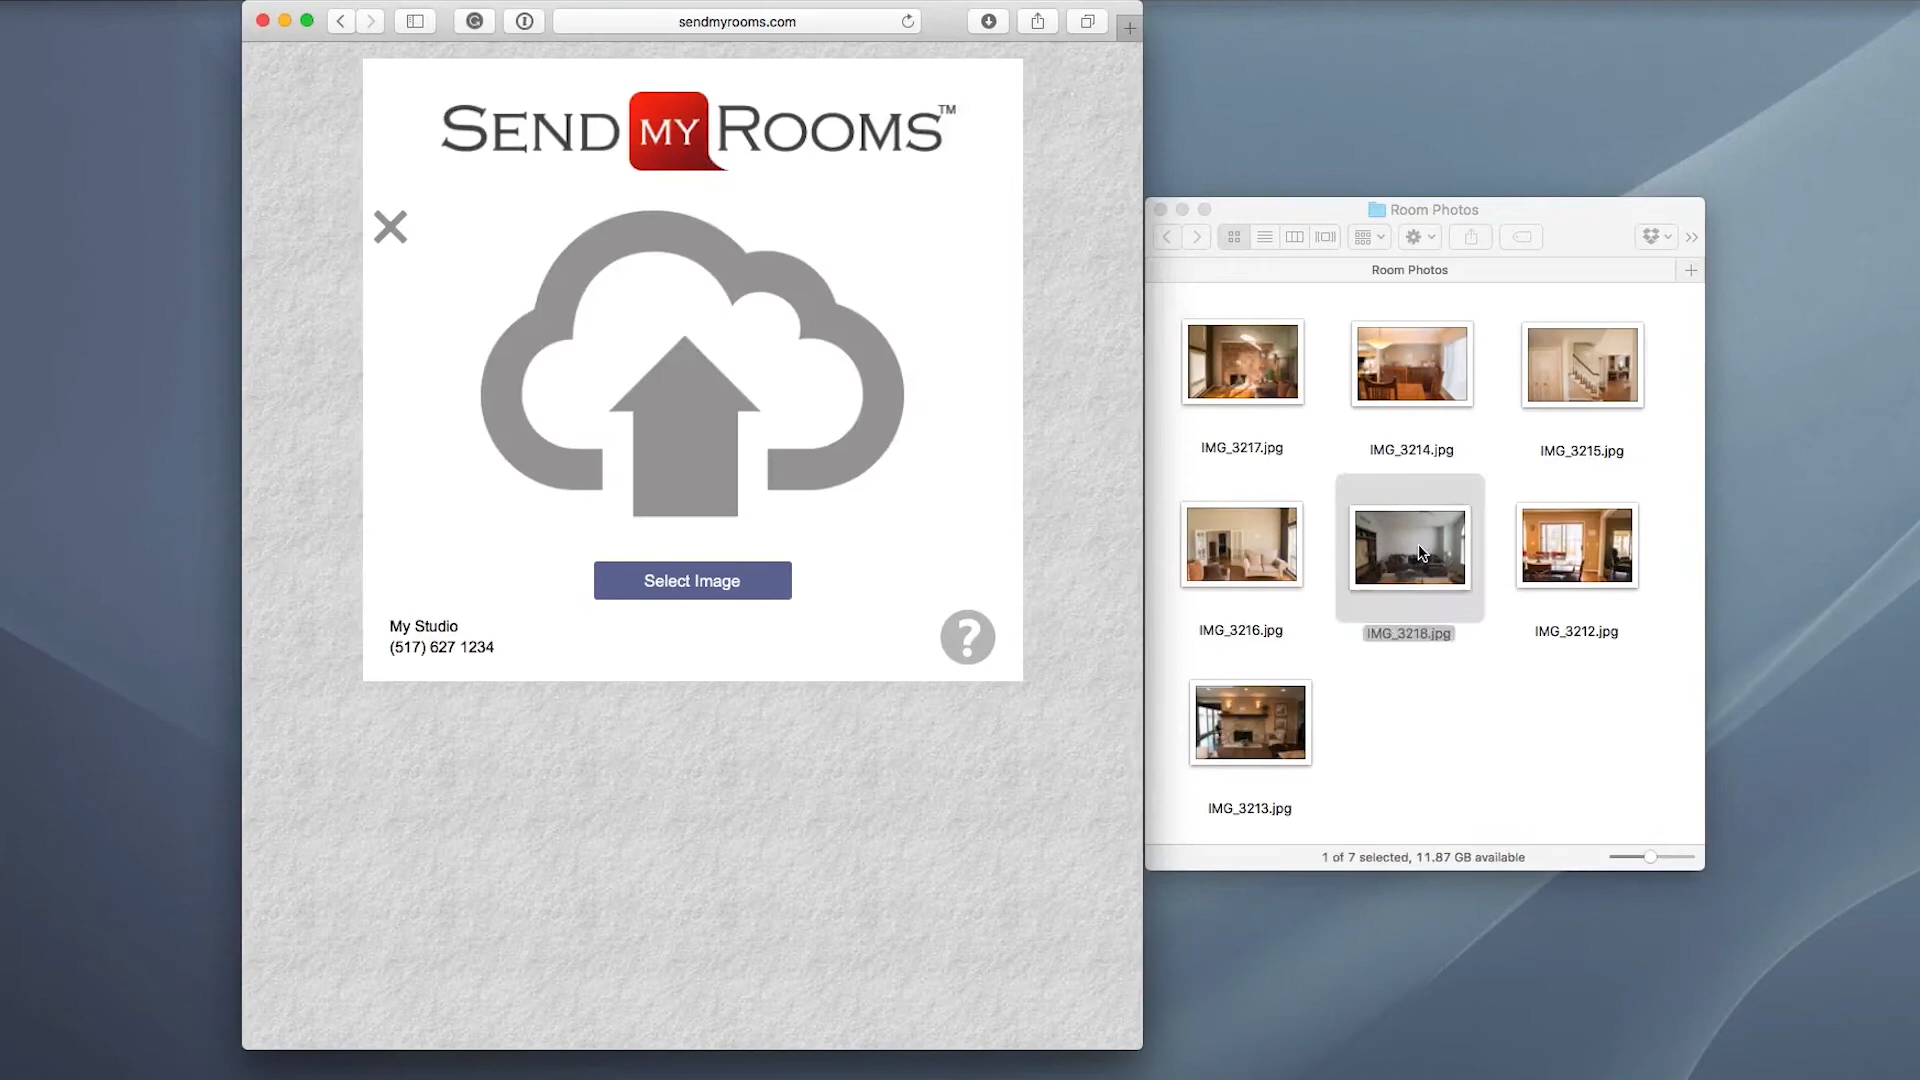 sendmyrooms.com
SEND MY ROOMS™
Select Image
My Studio
(517) 627 1234
?
Room Photos
Room Photos
IMG_3217.jpg
IMG_3214.jpg
IMG_3215.jpg
IMG_3216.jpg
IMG_3218.jpg
IMG_3212.jpg
IMG_3213.jpg
1 of 7 selected, 11.87 GB available